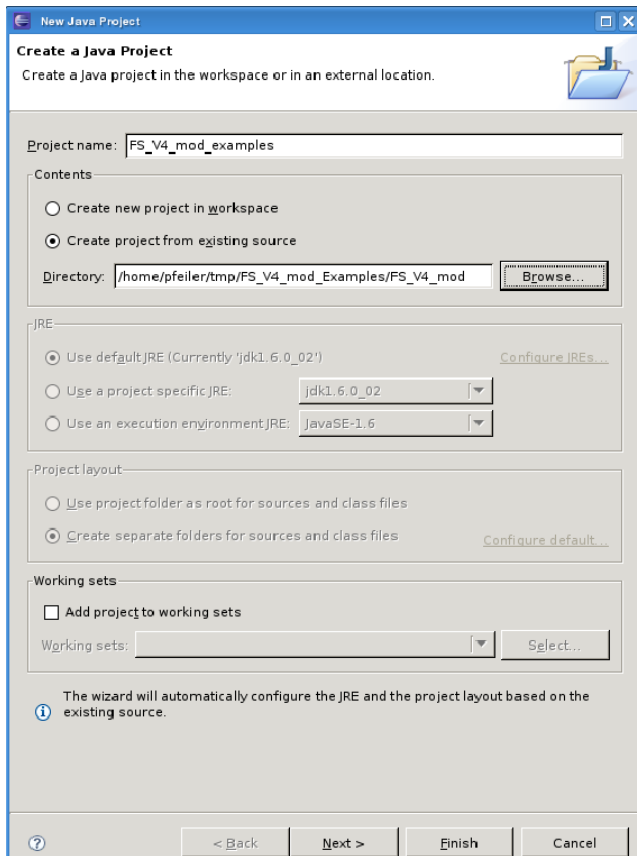 New Java Project
Create a Java Project
Create a Java project in the workspace or in an external location.
Project name: FS_V4_mod_examples
Contents
Create new project in workspace
Create project from existing source
Directory: /home/pfeiler/tmp/FS_V4_mod_Examples/FS_V4_mod Browse...
JRE
Use default JRE (Currently 'jdk1.6.0_02') Configure JREs...
Use a project specific JRE: jdk1.6.0_02
Use an execution environment JRE: JavaSE-1.6
Project layout
Use project folder as root for sources and class files
Create separate folders for sources and class files Configure default...
Working sets
Add project to working sets
Working sets: Select...
The wizard will automatically configure the JRE and the project layout based on the
existing source.
? < Back Next > Finish Cancel